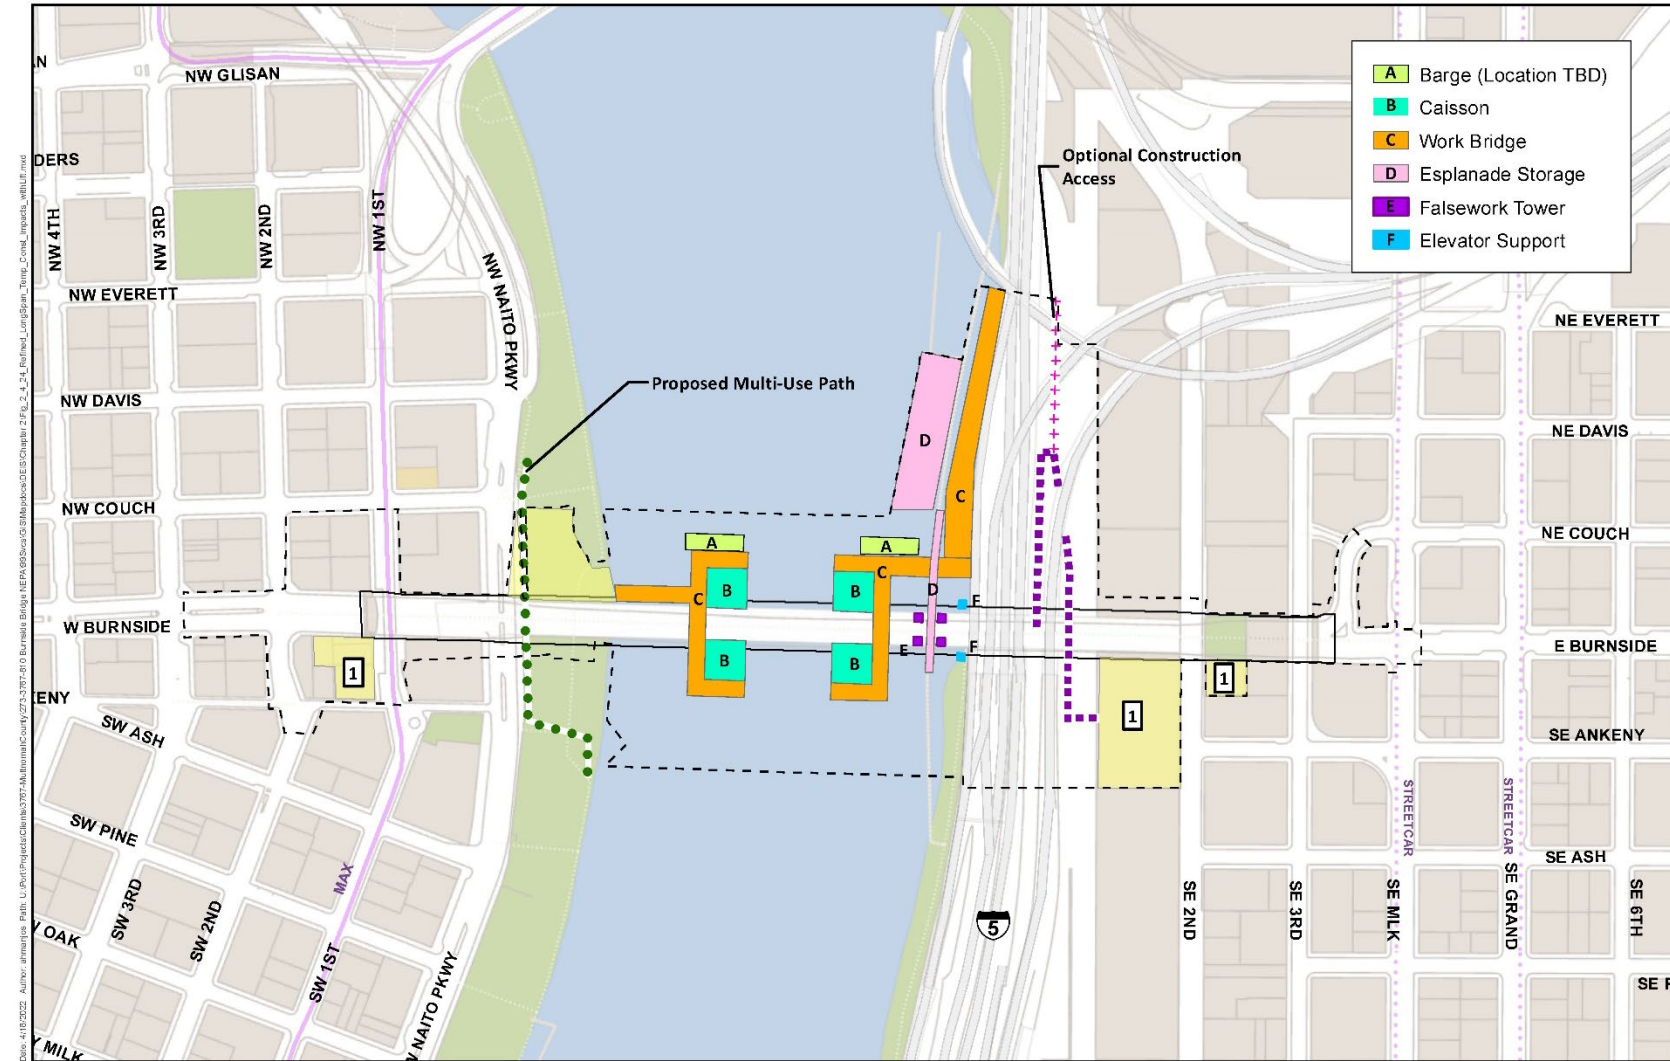 NW GLISAN
DERS
NW 4TH
NW 3RD
NW 2ND
NW 1ST
NW EVERETT
NW NAITO PKWY
NW DAVIS
NW COUCH
W BURNSIDE
SW ASH
SW PINE
SW 3RD
SW 2ND
SW 1ST
MAX
OAK
MILK
NAITO PKWY
Proposed Multi-Use Path
Optional Construction
Access
A Barge (Location TBD)
B Caisson
C Work Bridge
D Esplanade Storage
E Falsework Tower
F Elevator Support
D
C
A
A
C
B
B
C
D
F
B
B
E
F
1
1
1
5
NE EVERETT
NE DAVIS
NE COUCH
E BURNSIDE
SE ANKENY
SE ASH
STREETCAR
STREETCAR
SE 2ND
SE 3RD
SE MLK
SE GRAND
SE 6TH